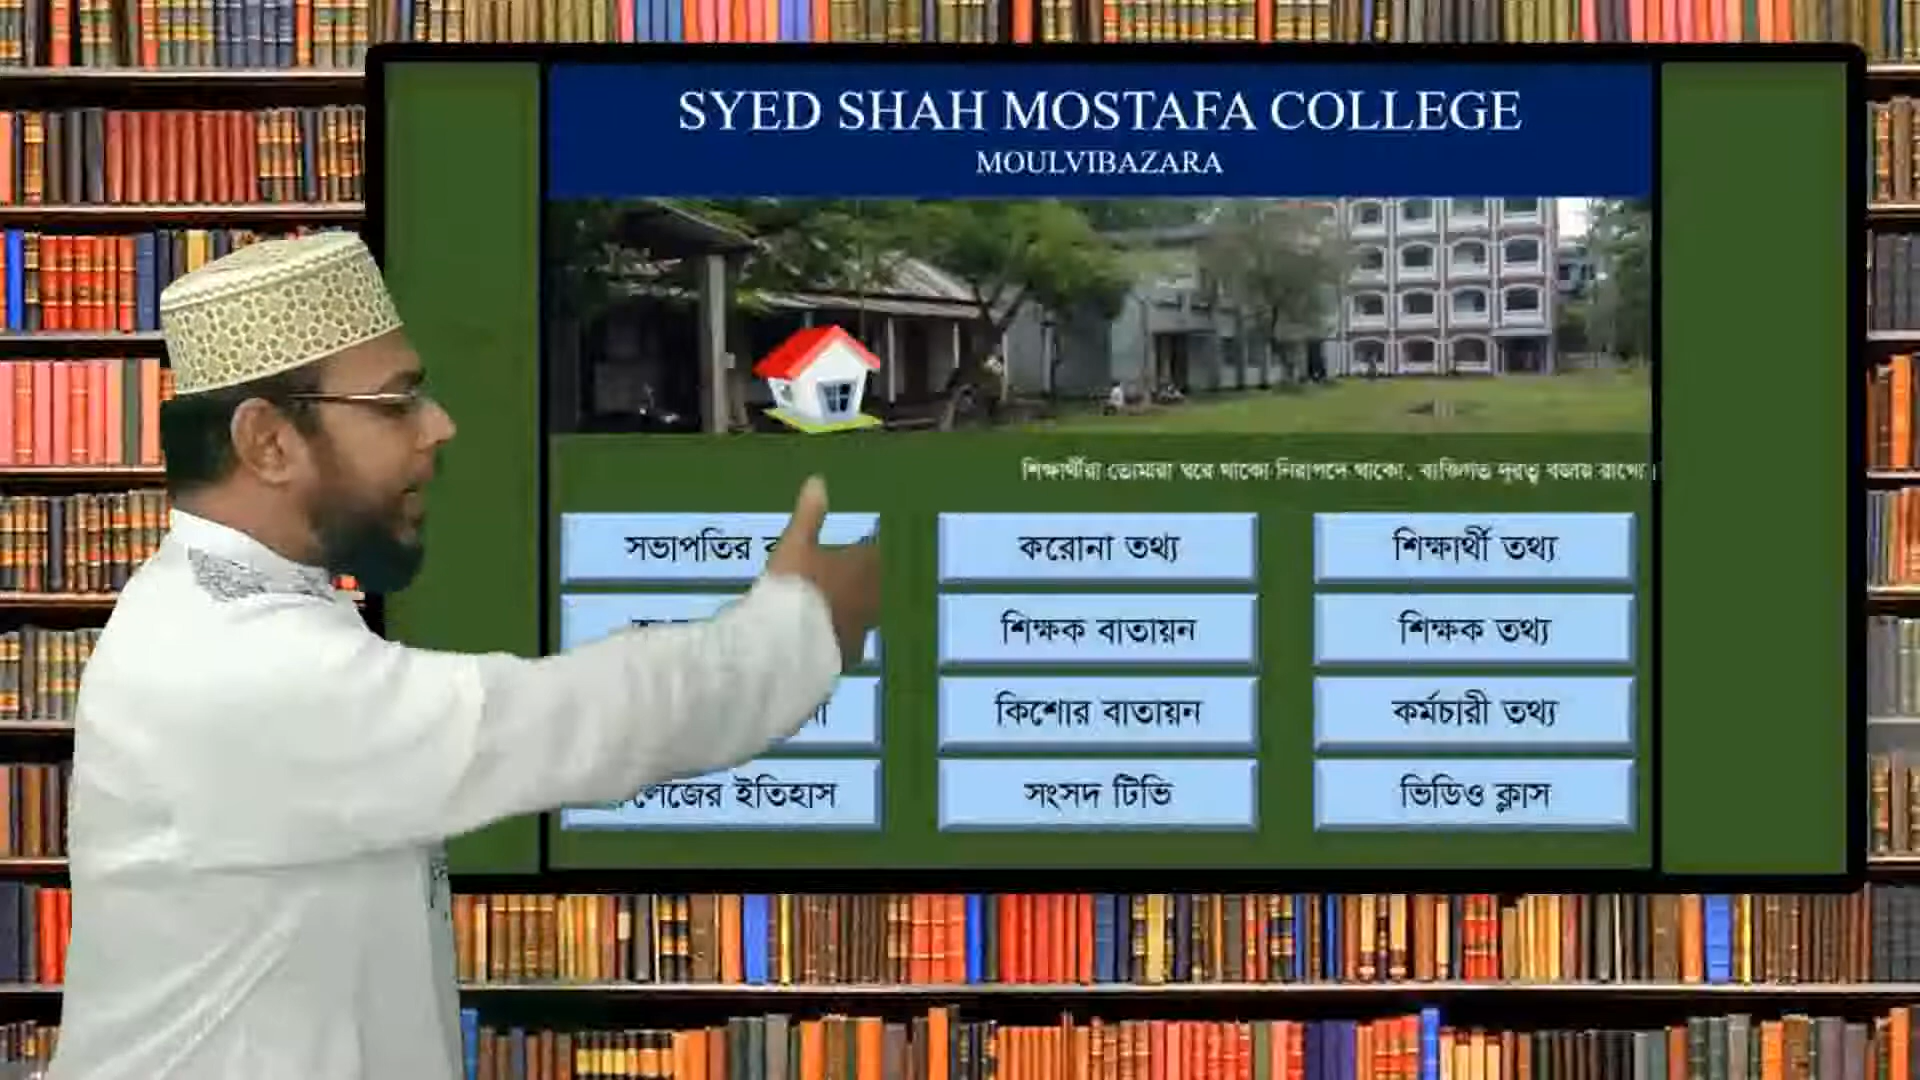 SYED SHAH MOSTAFA COLLEGE
MOULVIBAZARA
শিক্ষার্থীরা তোমরা ঘরে থাকো নিরাপদে থাকো, ব্যক্তিগত দূরত্ব বজায় রাখো।
সভাপতির
করোনা তথ্য
শিক্ষার্থী তথ্য
শিক্ষক বাতায়ন
শিক্ষক তথ্য
কিশোর বাতায়ন
কর্মচারী তথ্য
কলেজের ইতিহাস
সংসদ টিভি
ভিডিও ক্লাস